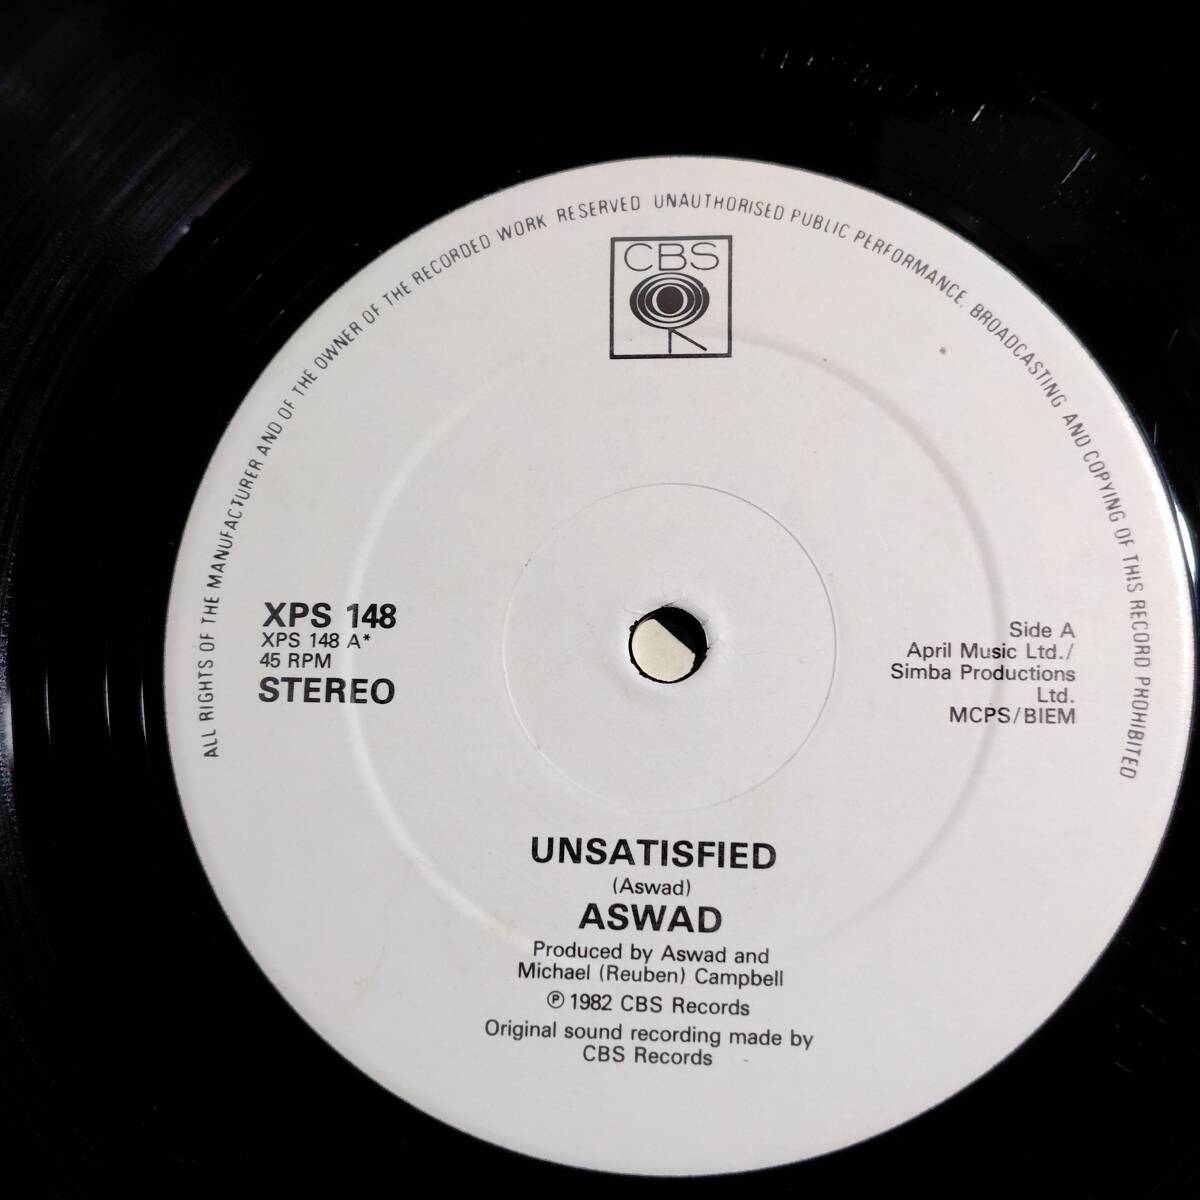 ALL RIGHTS OF THE MANUFACTURER AND OF THE OWNER OF THE RECORDED WORK RESERVED UNAUTHORISED PUBLIC PERFORMANCE, BROADCASTING AND COPYING OF THIS RECORD PROHIBITED
CBS
XPS 148
XPS 148 A*
45 RPM
STEREO
Side A
April Music Ltd./
Simba Productions
Ltd.
MCPS/BIEM
UNSATISFIED
(Aswad)
ASWAD
Produced by Aswad and
Michael (Reuben) Campbell
℗ 1982 CBS Records
Original sound recording made by
CBS Records